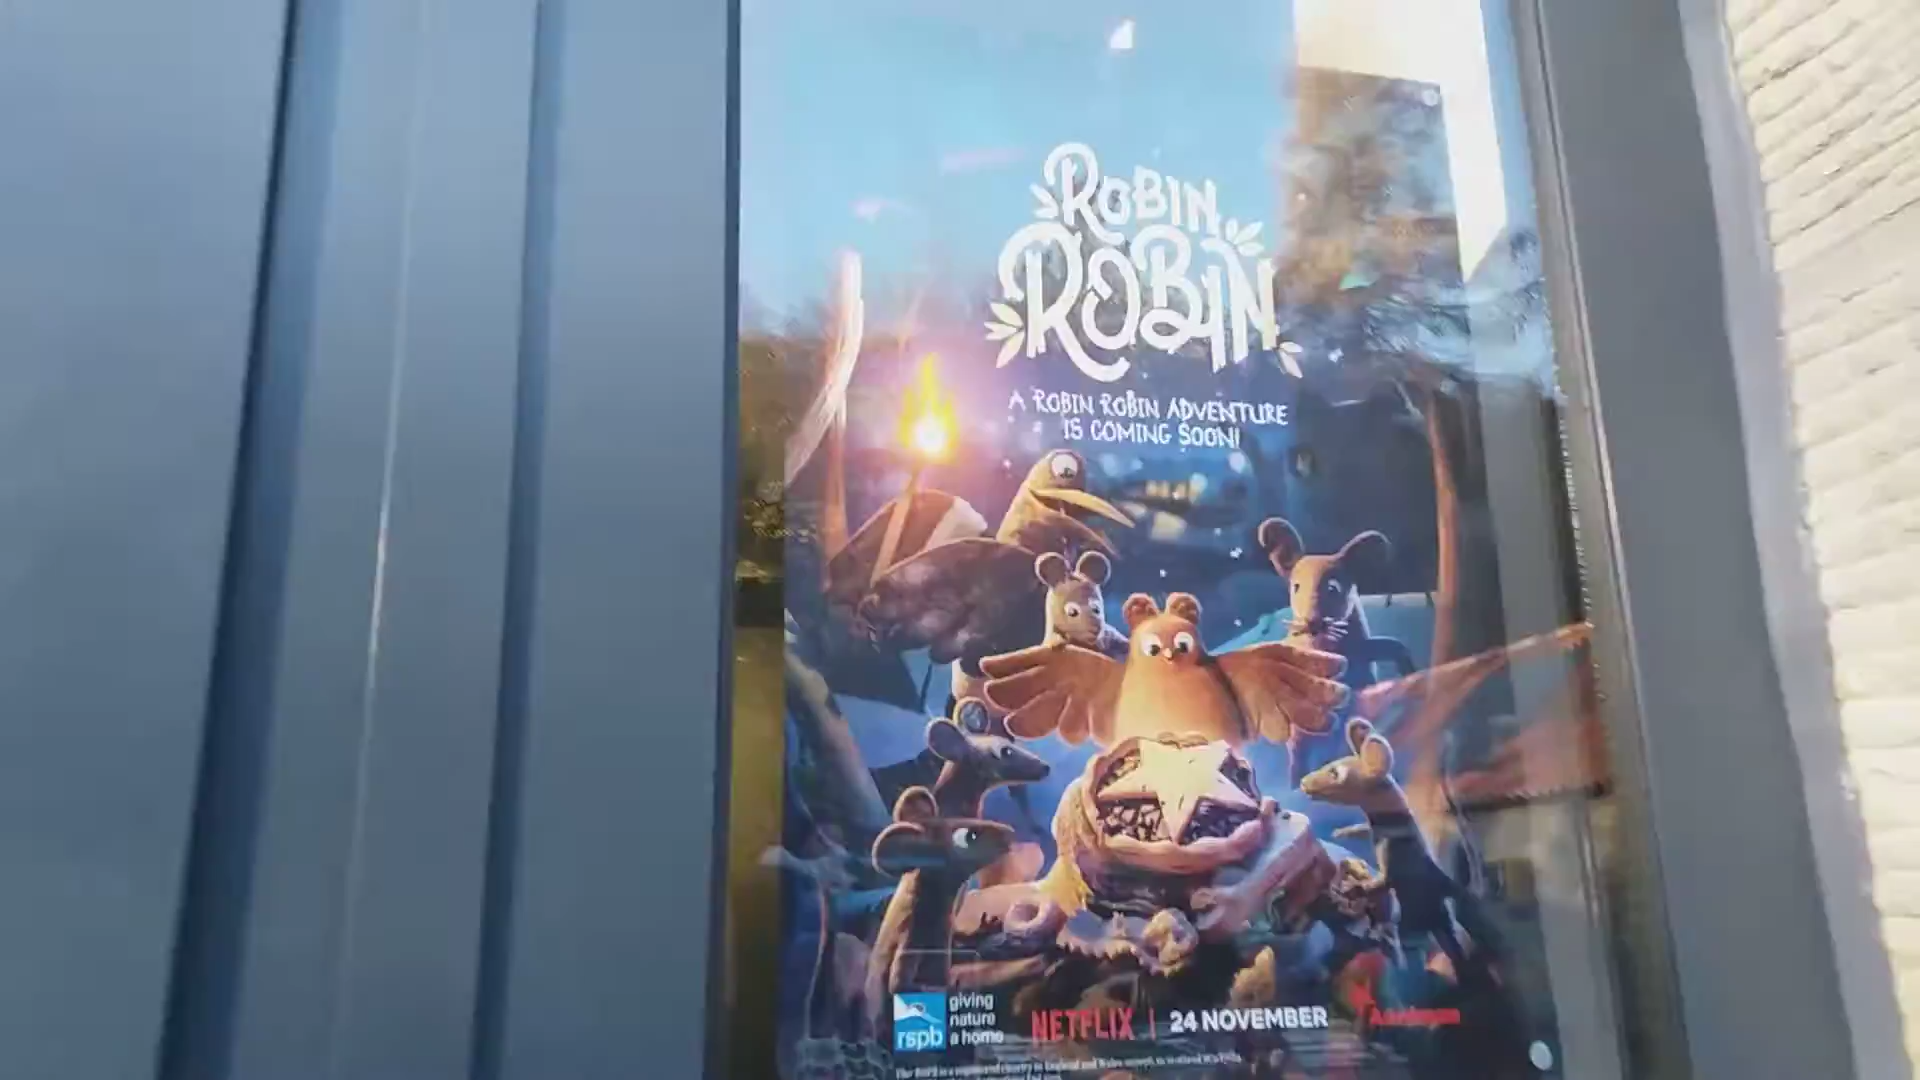 ROBIN
ROBIN
A ROBIN ROBIN ADVENTURE
IS COMING SOON!
giving
nature
a home
rspb
NETFLIX | 24 NOVEMBER
Aardman